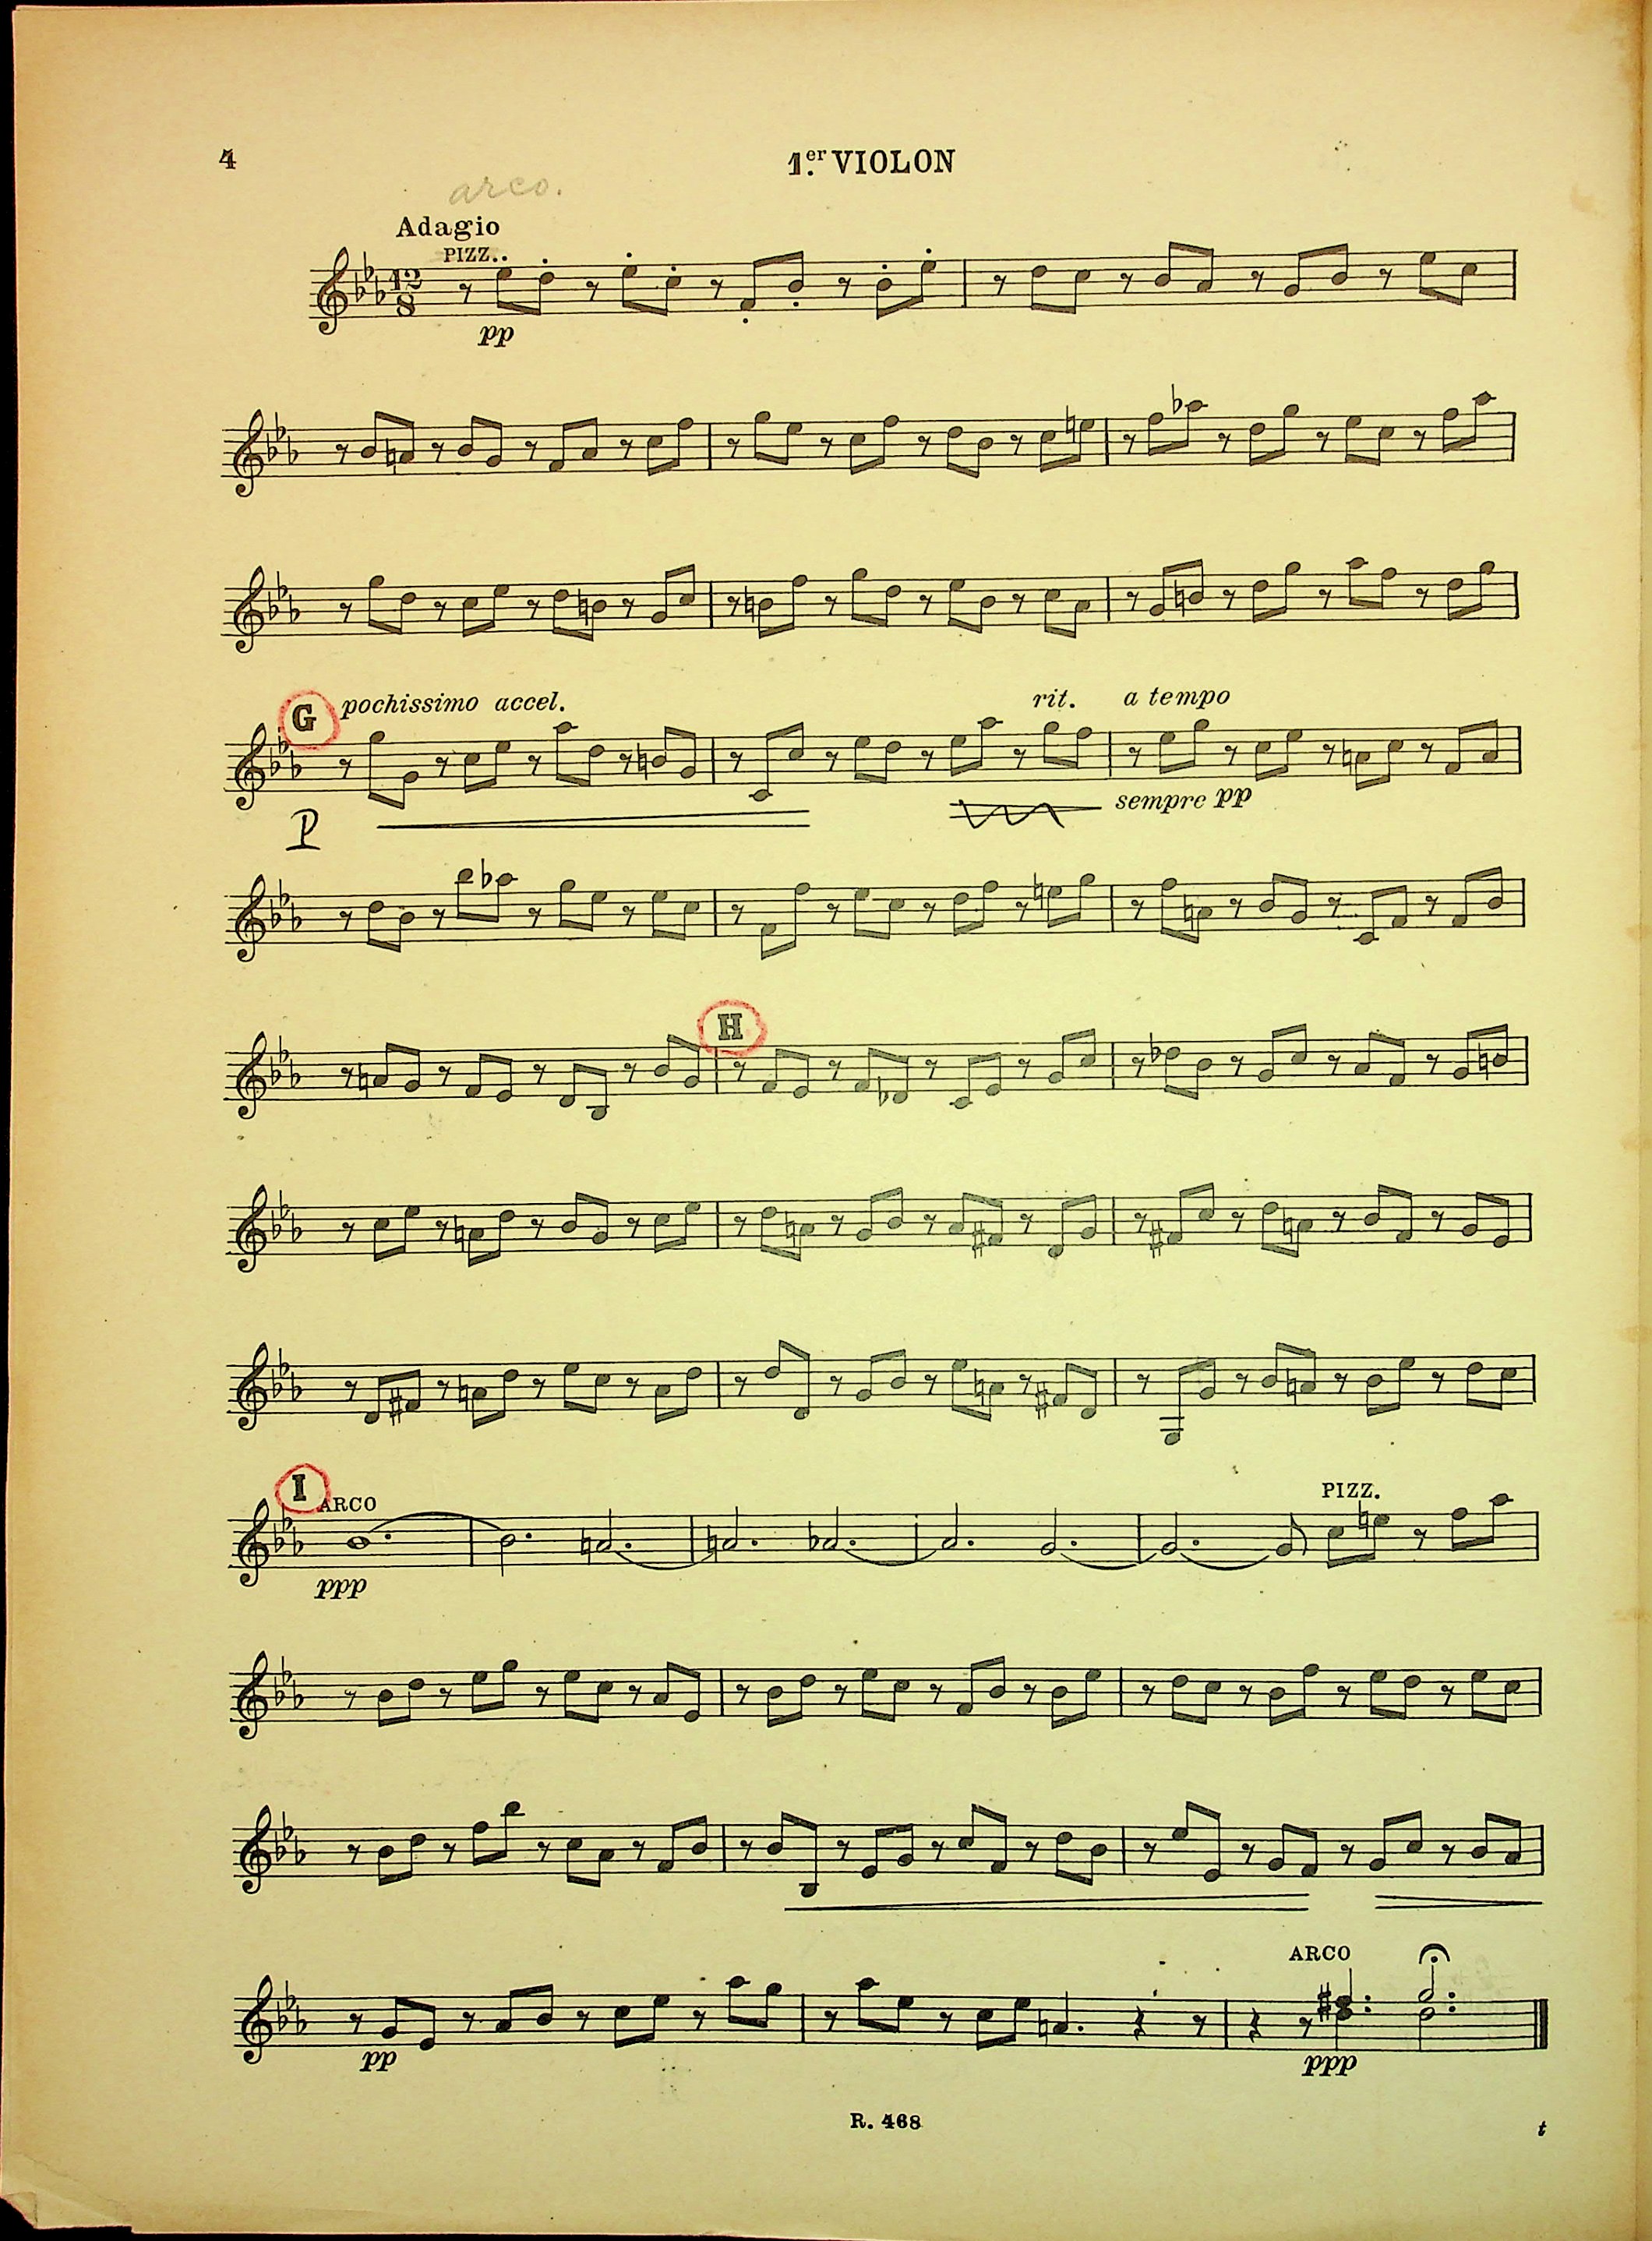 4
1.er VIOLON
arco.
Adagio
PIZZ.
12
8
pp
G pochissimo accel. rit. a tempo
P sempre pp
H
I
ARCO PIZZ.
ppp
ARCO
pp ppp
R. 468
t